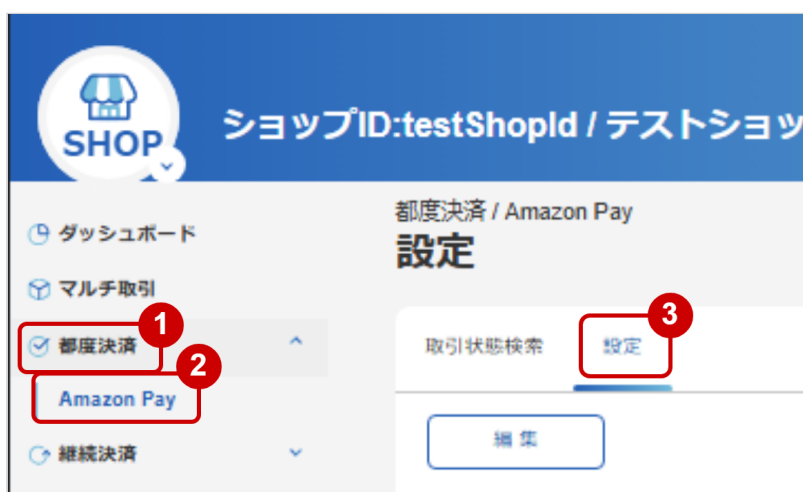 SHOP
ショップID:testShopId / テストショッ
ダッシュボード
マルチ取引
1
都度決済
2
Amazon Pay
継続決済
都度決済 / Amazon Pay
設定
3
取引状態検索
設定
編集